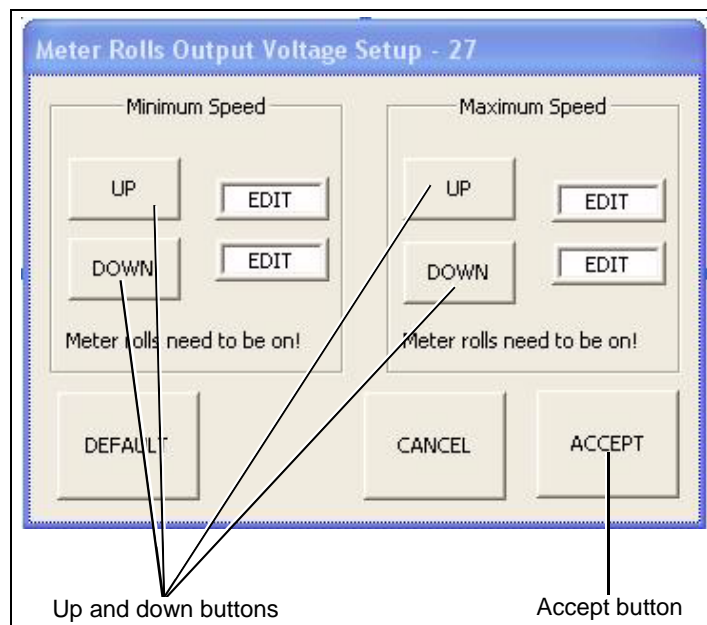 Meter Rolls Output Voltage Setup - 27
Minimum Speed
UP
EDIT
DOWN
EDIT
Meter rolls need to be on!
Maximum Speed
UP
EDIT
DOWN
EDIT
Meter rolls need to be on!
DEFAULT
CANCEL
ACCEPT
Up and down buttons
Accept button